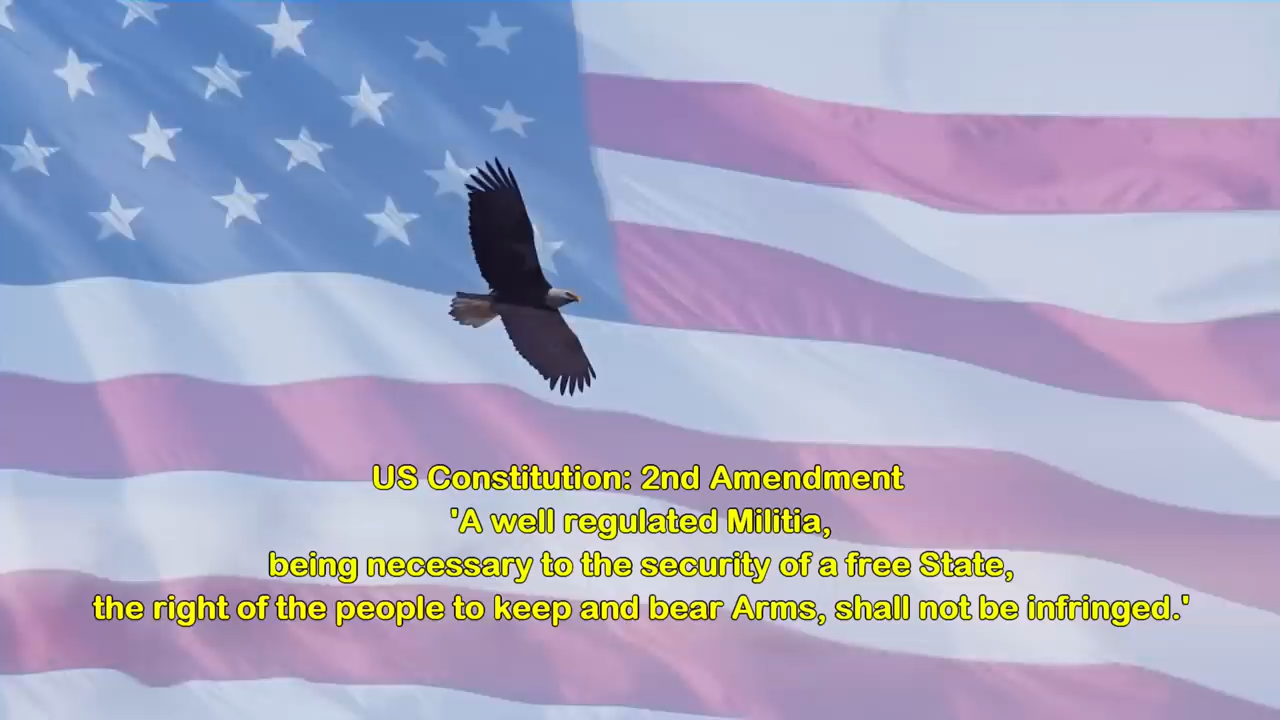 US Constitution: 2nd Amendment
'A well regulated Militia,
being necessary to the security of a free State,
the right of the people to keep and bear Arms, shall not be infringed.'